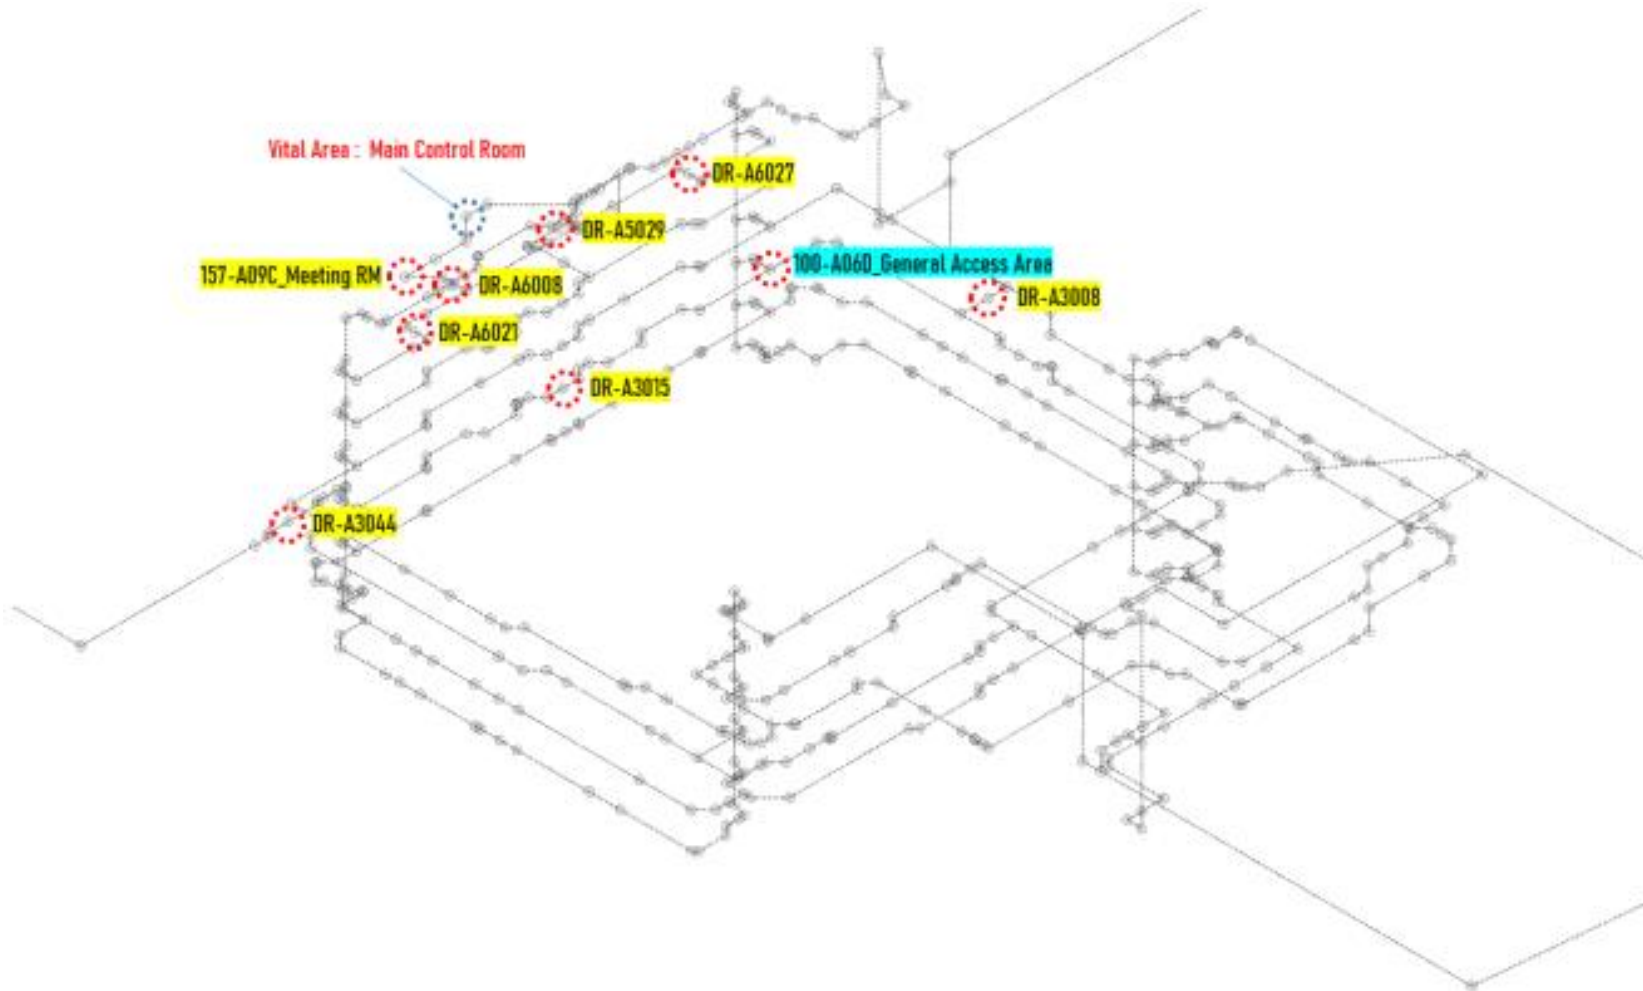 Vital Area : Main Control Room
DR-A6027
DR-A5029
157-A09C_Meeting RM
DR-A6008
100-A06D_General Access Area
DR-A3008
DR-A6021
DR-A3015
DR-A3044